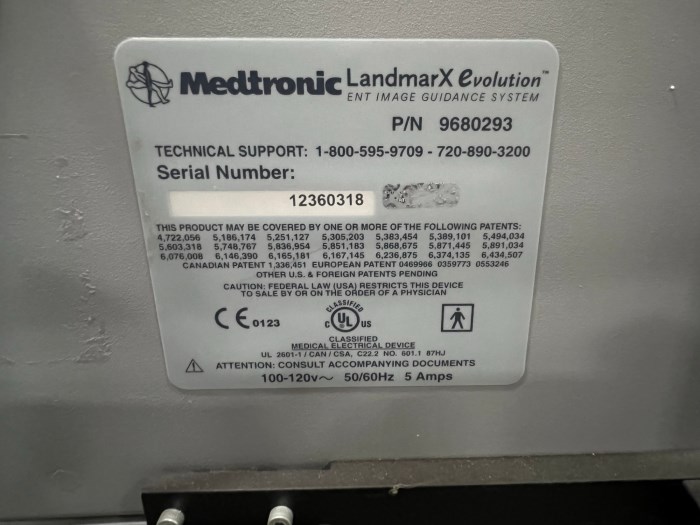 Medtronic LandmarX evolution™
ENT IMAGE GUIDANCE SYSTEM
P/N 9680293
TECHNICAL SUPPORT: 1-800-595-9709 - 720-890-3200
Serial Number:
12360318
THIS PRODUCT MAY BE COVERED BY ONE OR MORE OF THE FOLLOWING PATENTS:
4,722,056 5,186,174 5,251,127 5,305,203 5,383,454 5,389,101 5,494,034
5,603,318 5,748,767 5,836,954 5,851,183 5,868,675 5,871,445 5,891,034
6,076,008 6,146,390 6,165,181 6,167,145 6,236,875 6,374,135 6,434,507
CANADIAN PATENT 1,336,451 EUROPEAN PATENT 0469966 0359773 0553246
OTHER U.S. & FOREIGN PATENTS PENDING
CAUTION: FEDERAL LAW (USA) RESTRICTS THIS DEVICE
TO SALE BY OR ON THE ORDER OF A PHYSICIAN
CE 0123
CLASSIFIED
C UL US
CLASSIFIED
MEDICAL ELECTRICAL DEVICE
UL 2601-1 / CAN / CSA, C22.2 NO. 601.1 87HJ
ATTENTION: CONSULT ACCOMPANYING DOCUMENTS
100-120v~ 50/60Hz 5 Amps